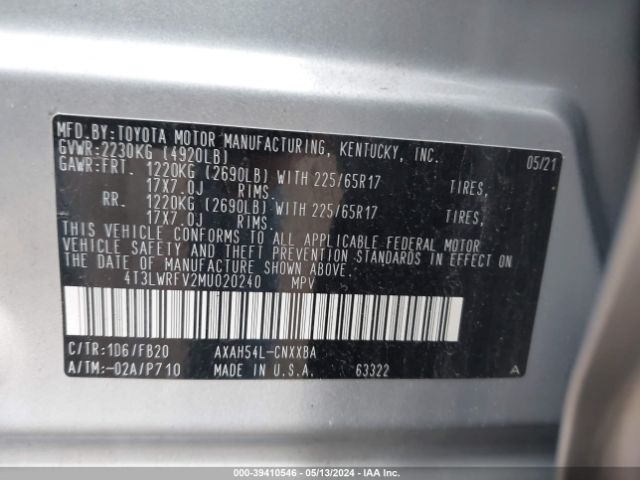 MFD.BY:TOYOTA MOTOR MANUFACTURING, KENTUCKY, INC.
GVWR:2230KG (4920LB) 05/21
GAWR:FRT. 1220KG (2690LB) WITH 225/65R17 TIRES,
17X7.0J RIMS.
RR. 1220KG (2690LB) WITH 225/65R17 TIRES,
17X7.0J RIMS.
THIS VEHICLE CONFORMS TO ALL APPLICABLE FEDERAL MOTOR
VEHICLE SAFETY AND THEFT PREVENTION STANDARDS IN EFFECT ON
THE DATE OF MANUFACTURE SHOWN ABOVE.
4T3LWRFV2MU020240 MPV
C/TR:1D6/FB20 AXAH54L-CNXXBA
A/TM:-02A/P710 MADE IN U.S.A. 63322 A
000-39410546 - 05/13/2024 - IAA Inc.